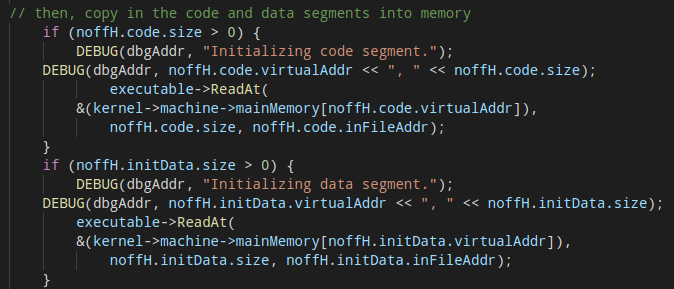 // then, copy in the code and data segments into memory
if (noffH.code.size > 0) {
DEBUG(dbgAddr, "Initializing code segment.");
DEBUG(dbgAddr, noffH.code.virtualAddr << ", " << noffH.code.size);
executable->ReadAt(
&(kernel->machine->mainMemory[noffH.code.virtualAddr]),
noffH.code.size, noffH.code.inFileAddr);
}
if (noffH.initData.size > 0) {
DEBUG(dbgAddr, "Initializing data segment.");
DEBUG(dbgAddr, noffH.initData.virtualAddr << ", " << noffH.initData.size);
executable->ReadAt(
&(kernel->machine->mainMemory[noffH.initData.virtualAddr]),
noffH.initData.size, noffH.initData.inFileAddr);
}